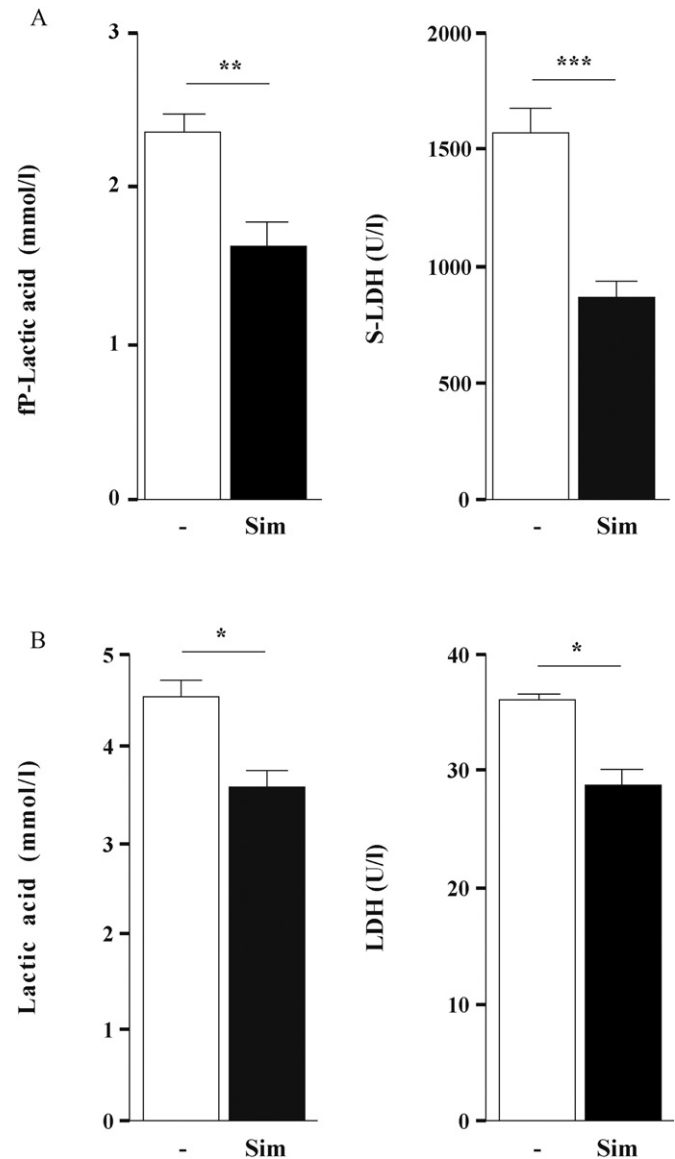 A
fP-Lactic acid (mmol/l)
3
2
1
0
**
-
Sim
S-LDH (U/l)
2000
1500
1000
500
0
***
-
Sim
B
Lactic acid (mmol/l)
5
4
3
2
1
0
*
-
Sim
LDH (U/l)
40
30
20
10
0
*
-
Sim